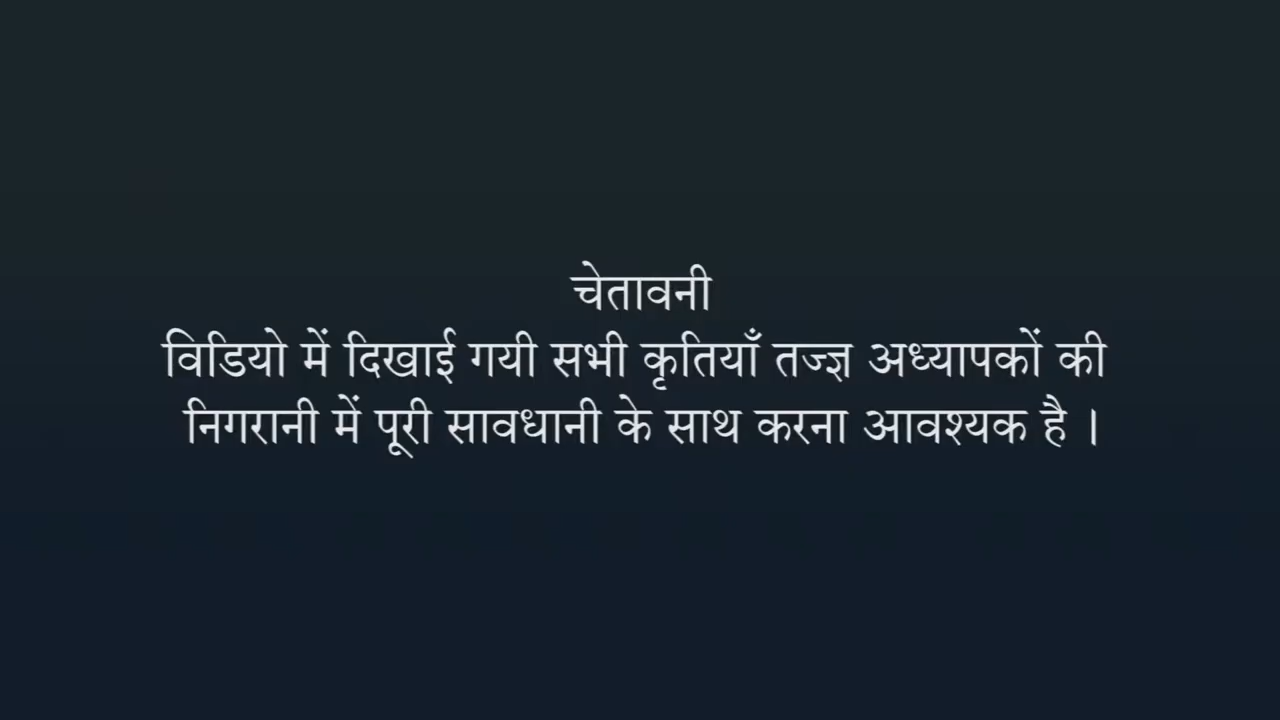 चेतावनी
विडियो में दिखाई गयी सभी कृतियाँ तज्ज्ञ अध्यापकों की
निगरानी में पूरी सावधानी के साथ करना आवश्यक है ।